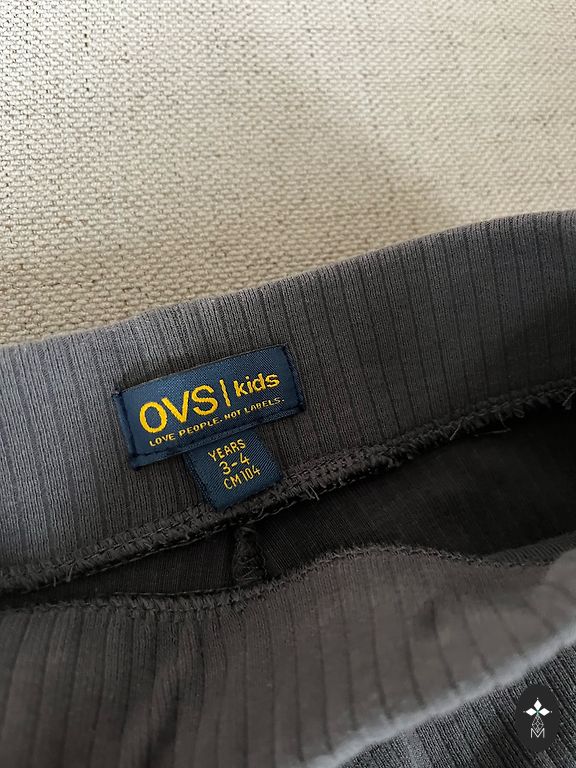 OVS | kids
LOVE PEOPLE. NOT LABELS.
YEARS
3-4
CM 104